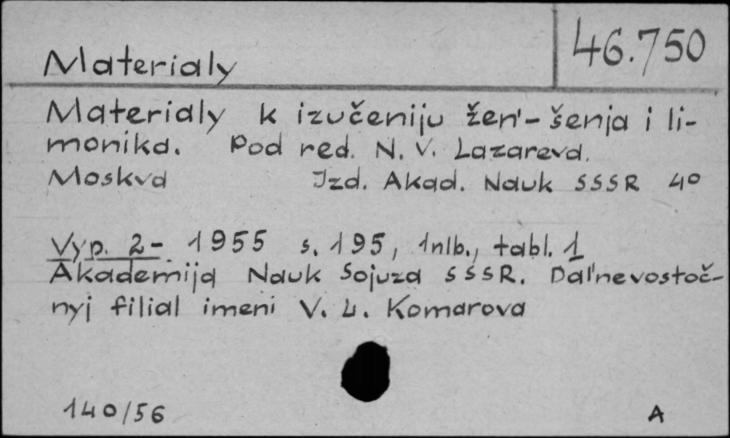 46.750
Materialy
Materialy k izučeniju žen'-šenja i li-
monika. Pod red. N. V. Lazareva.
Moskva Izd. Akad. Nauk SSSR 4°
Vyp. 2- 1955 s. 195, 1nlb., tabl. 1
Akademija Nauk Sojuza SSSR. Dal'nevostoč-
nyj filial imeni V. L. Komarova
140/56 A